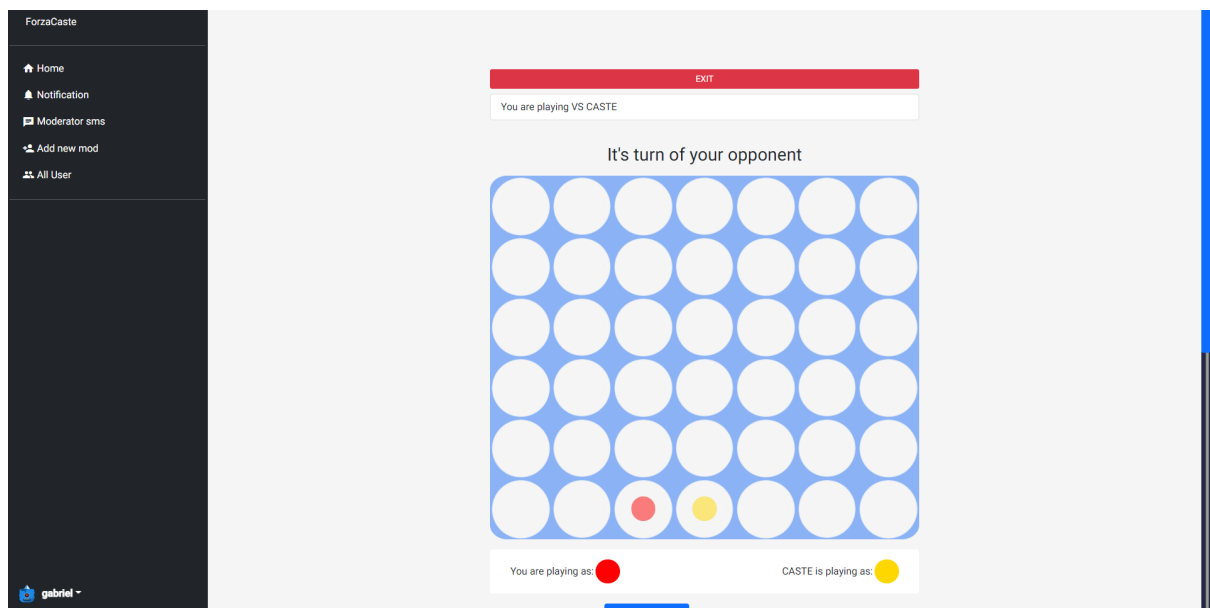 ForzaCaste
Home
Notification
Moderator sms
Add new mod
All User
gabriel
EXIT
You are playing VS CASTE
It's turn of your opponent
You are playing as:
CASTE is playing as: